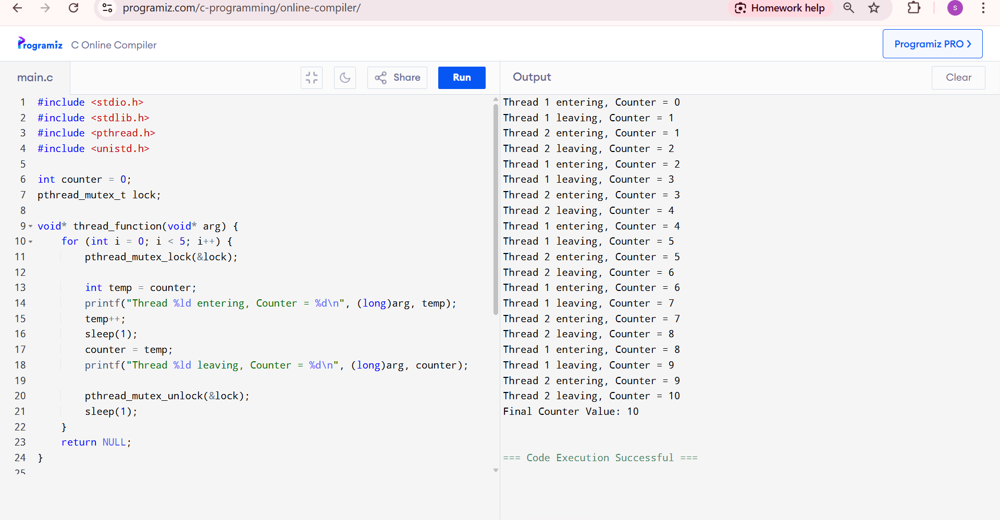 programiz.com/c-programming/online-compiler/
Homework help
S
Programiz
C Online Compiler
Programiz PRO
main.c
Share
Run
Output
Clear
1 #include <stdio.h>
2 #include <stdlib.h>
3 #include <pthread.h>
4 #include <unistd.h>
5
6 int counter = 0;
7 pthread_mutex_t lock;
8
9 void* thread_function(void* arg) {
10     for (int i = 0; i < 5; i++) {
11         pthread_mutex_lock(&lock);
12
13         int temp = counter;
14         printf("Thread %ld entering, Counter = %d\n", (long)arg, temp);
15         temp++;
16         sleep(1);
17         counter = temp;
18         printf("Thread %ld leaving, Counter = %d\n", (long)arg, counter);
19
20         pthread_mutex_unlock(&lock);
21         sleep(1);
22     }
23     return NULL;
24 }
25
Thread 1 entering, Counter = 0
Thread 1 leaving, Counter = 1
Thread 2 entering, Counter = 1
Thread 2 leaving, Counter = 2
Thread 1 entering, Counter = 2
Thread 1 leaving, Counter = 3
Thread 2 entering, Counter = 3
Thread 2 leaving, Counter = 4
Thread 1 entering, Counter = 4
Thread 1 leaving, Counter = 5
Thread 2 entering, Counter = 5
Thread 2 leaving, Counter = 6
Thread 1 entering, Counter = 6
Thread 1 leaving, Counter = 7
Thread 2 entering, Counter = 7
Thread 2 leaving, Counter = 8
Thread 1 entering, Counter = 8
Thread 1 leaving, Counter = 9
Thread 2 entering, Counter = 9
Thread 2 leaving, Counter = 10
Final Counter Value: 10
=== Code Execution Successful ===